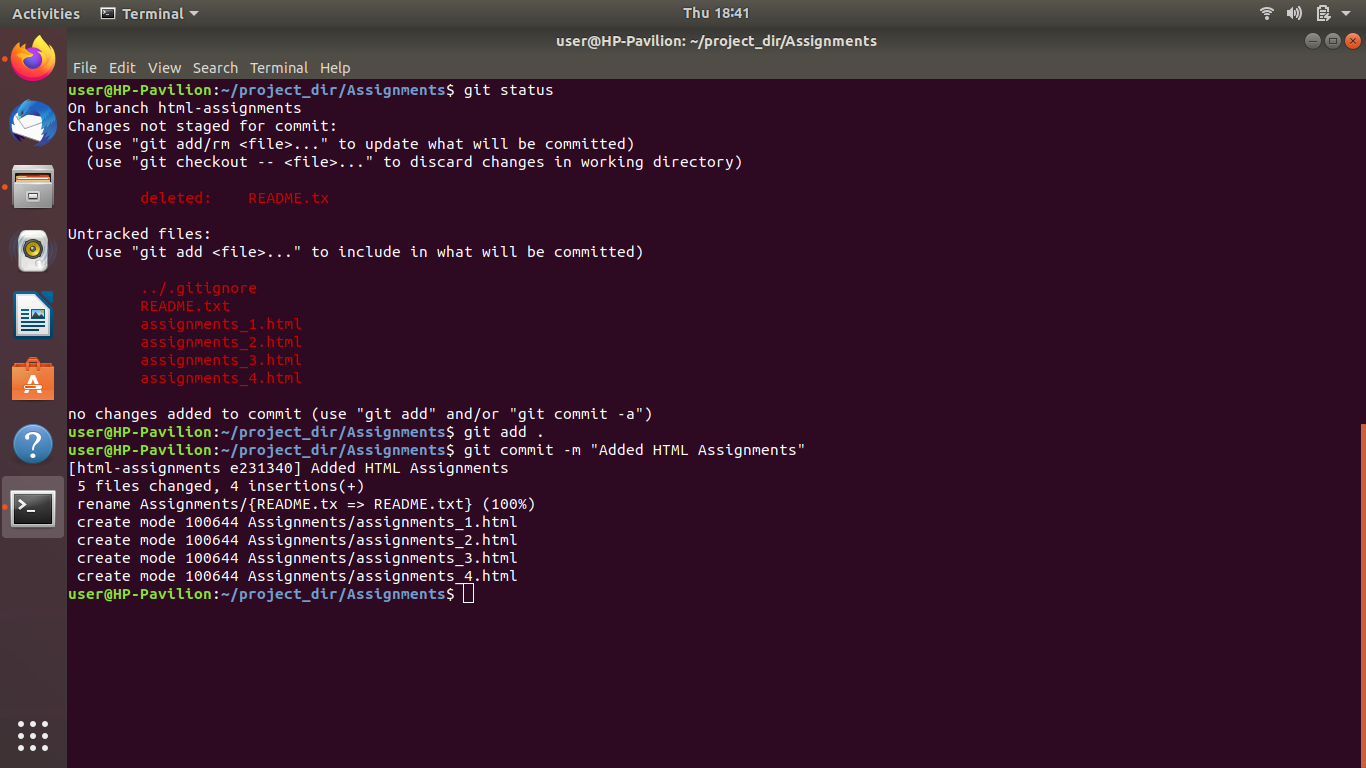 Activities Terminal Thu 18:41
user@HP-Pavilion: ~/project_dir/Assignments
File Edit View Search Terminal Help
user@HP-Pavilion:~/project_dir/Assignments$ git status
On branch html-assignments
Changes not staged for commit:
  (use "git add/rm <file>..." to update what will be committed)
  (use "git checkout -- <file>..." to discard changes in working directory)
        deleted:    README.tx
Untracked files:
  (use "git add <file>..." to include in what will be committed)
        ../.gitignore
        README.txt
        assignments_1.html
        assignments_2.html
        assignments_3.html
        assignments_4.html
no changes added to commit (use "git add" and/or "git commit -a")
user@HP-Pavilion:~/project_dir/Assignments$ git add .
user@HP-Pavilion:~/project_dir/Assignments$ git commit -m "Added HTML Assignments"
[html-assignments e231340] Added HTML Assignments
 5 files changed, 4 insertions(+)
 rename Assignments/{README.tx => README.txt} (100%)
 create mode 100644 Assignments/assignments_1.html
 create mode 100644 Assignments/assignments_2.html
 create mode 100644 Assignments/assignments_3.html
 create mode 100644 Assignments/assignments_4.html
user@HP-Pavilion:~/project_dir/Assignments$